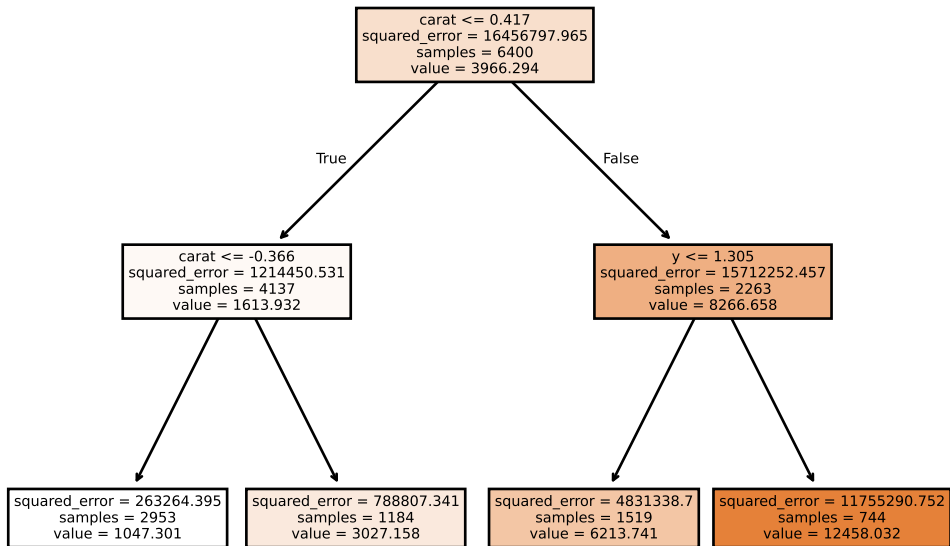 carat <= 0.417
squared_error = 16456797.965
samples = 6400
value = 3966.294
True
False
carat <= -0.366
squared_error = 1214450.531
samples = 4137
value = 1613.932
y <= 1.305
squared_error = 15712252.457
samples = 2263
value = 8266.658
squared_error = 263264.395
samples = 2953
value = 1047.301
squared_error = 788807.341
samples = 1184
value = 3027.158
squared_error = 4831338.7
samples = 1519
value = 6213.741
squared_error = 11755290.752
samples = 744
value = 12458.032